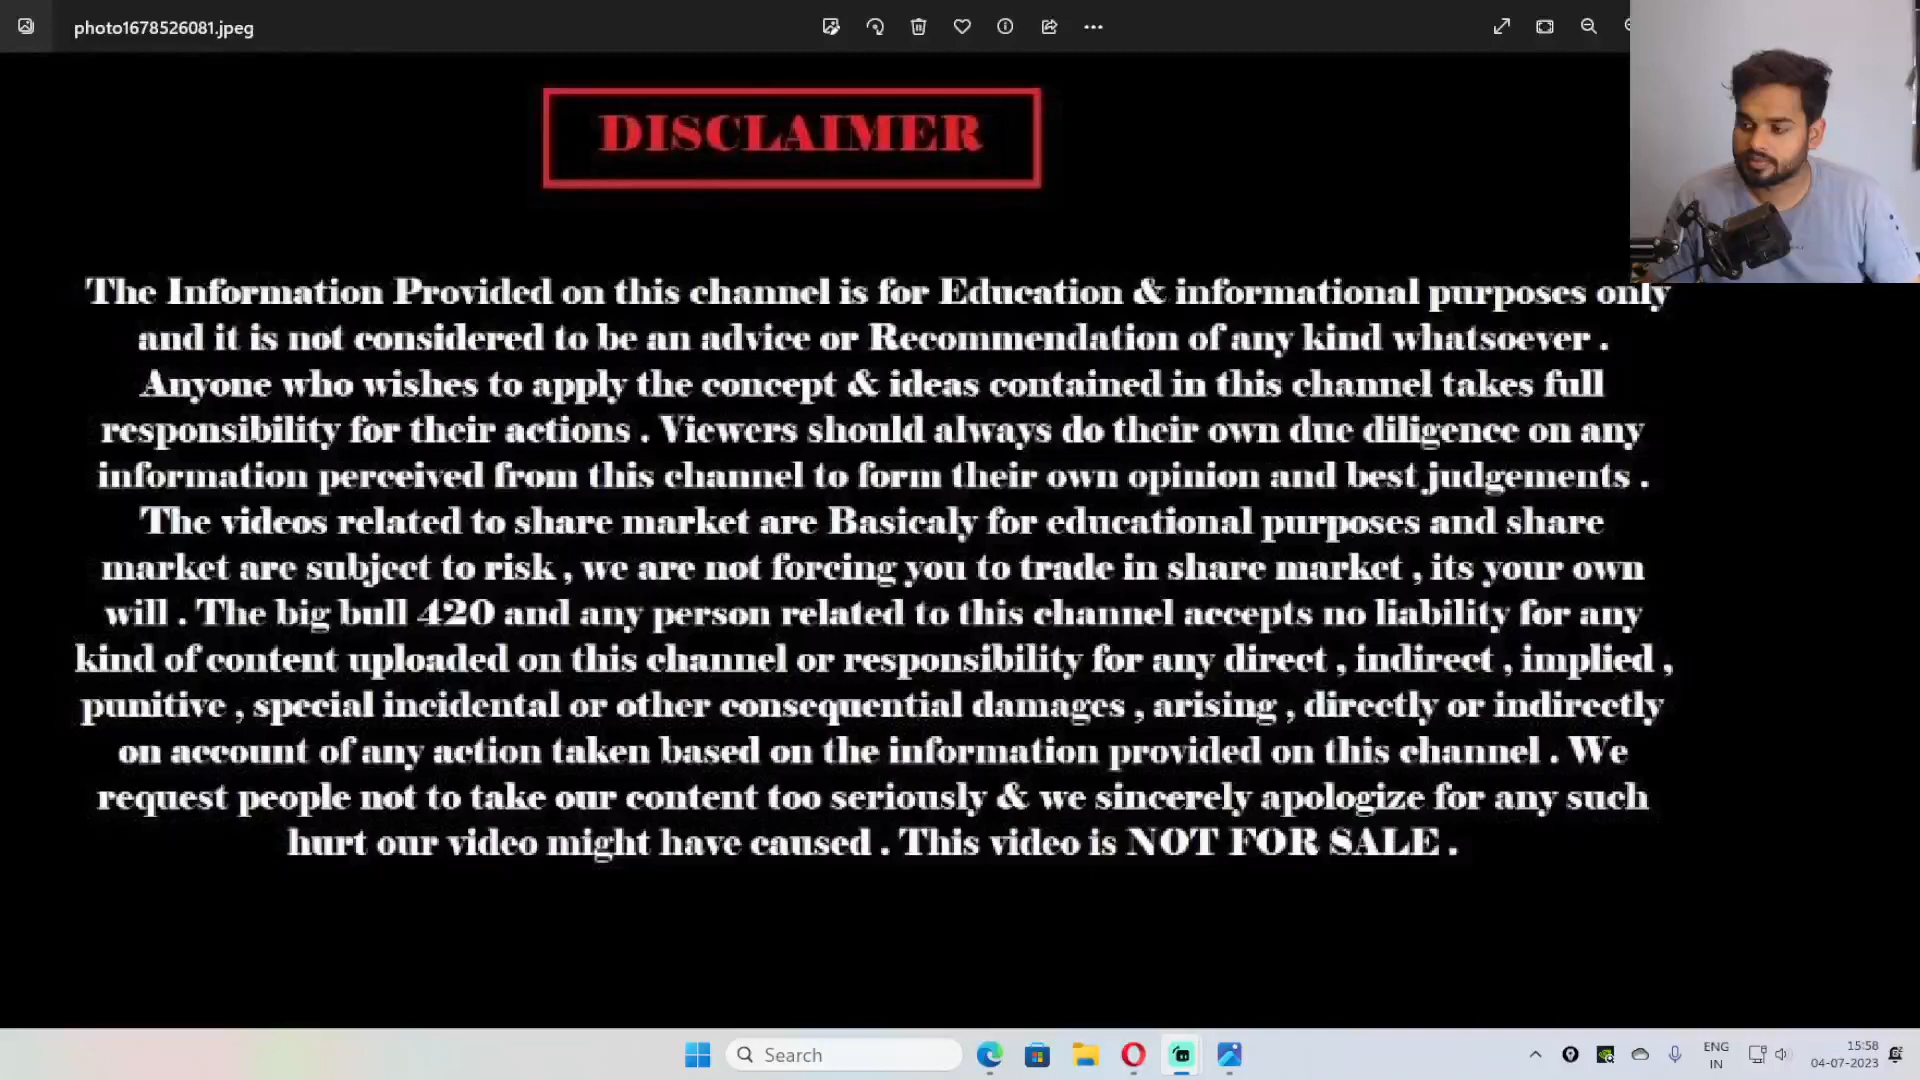 photo1678526081.jpeg
DISCLAIMER
The Information Provided on this channel is for Education & informational purposes only
and it is not considered to be an advice or Recommendation of any kind whatsoever .
Anyone who wishes to apply the concept & ideas contained in this channel takes full
responsibility for their actions . Viewers should always do their own due diligence on any
information perceived from this channel to form their own opinion and best judgements .
The videos related to share market are Basicaly for educational purposes and share
market are subject to risk , we are not forcing you to trade in share market , its your own
will . The big bull 420 and any person related to this channel accepts no liability for any
kind of content uploaded on this channel or responsibility for any direct , indirect , implied ,
punitive , special incidental or other consequential damages , arising , directly or indirectly
on account of any action taken based on the information provided on this channel . We
request people not to take our content too seriously & we sincerely apologize for any such
hurt our video might have caused . This video is NOT FOR SALE .
Search
ENG
IN
15:58
04-07-2023